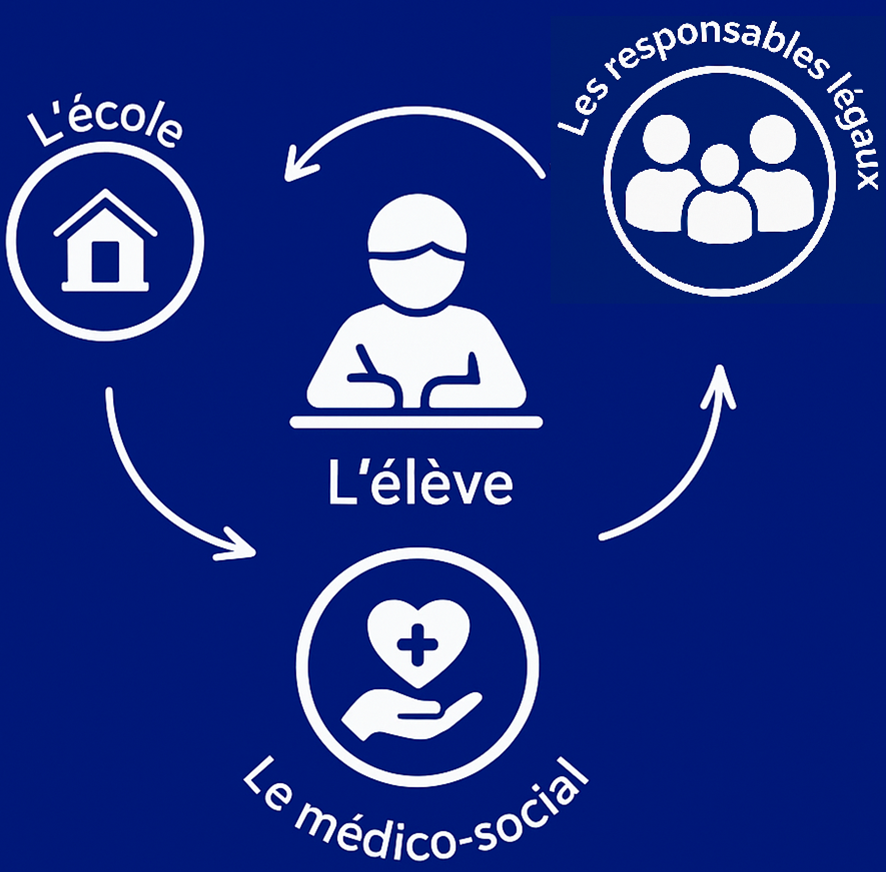 Les responsables légaux
L'école
L'élève
Le médico-social